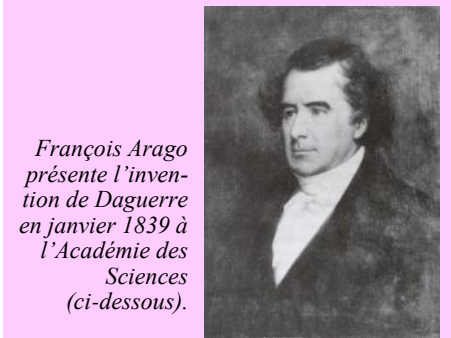 François Arago
présente l’inven-
tion de Daguerre
en janvier 1839 à
l’Académie des
Sciences
(ci-dessous).